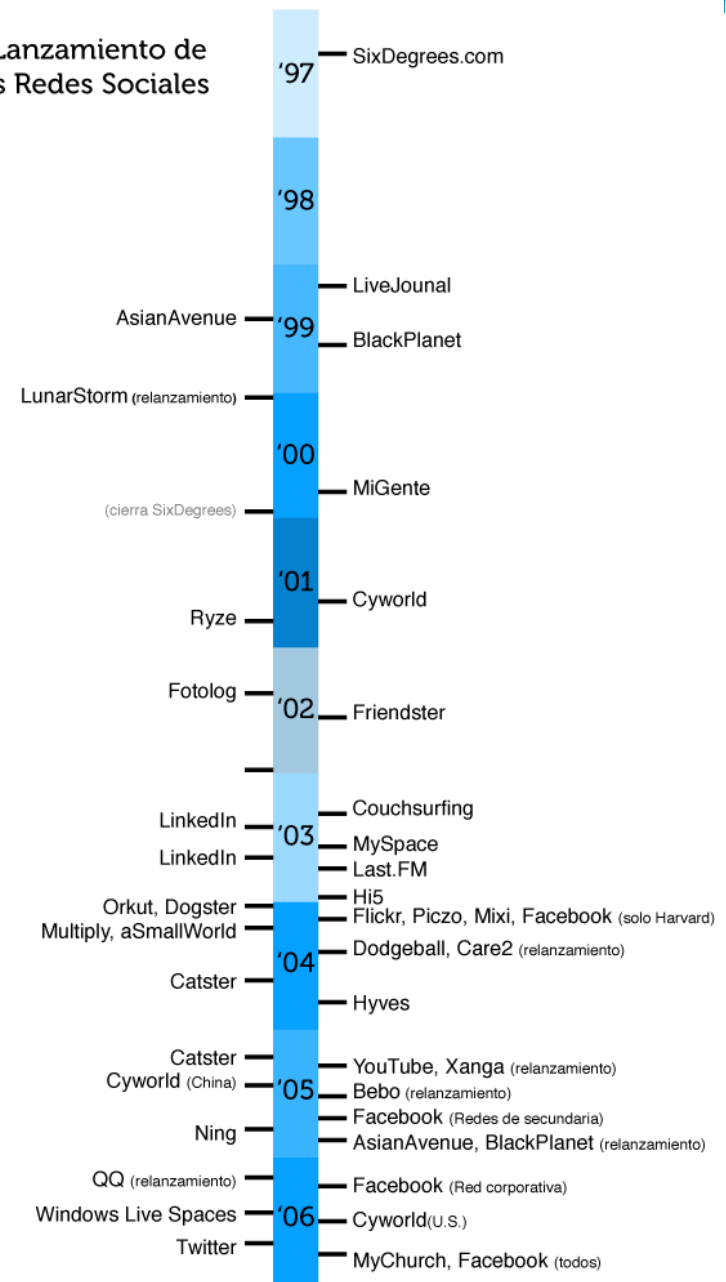 Lanzamiento de
s Redes Sociales
‘97
SixDegrees.com
‘98
LiveJounal
AsianAvenue
‘99
BlackPlanet
LunarStorm (relanzamiento)
‘00
MiGente
(cierra SixDegrees)
‘01
Cyworld
Ryze
Fotolog
‘02
Friendster
Couchsurfing
LinkedIn
‘03
MySpace
LinkedIn
Last.FM
Hi5
Orkut, Dogster
Flickr, Piczo, Mixi, Facebook (solo Harvard)
Multiply, aSmallWorld
Dodgeball, Care2 (relanzamiento)
‘04
Catster
Hyves
Catster
YouTube, Xanga (relanzamiento)
Cyworld (China)
‘05
Bebo (relanzamiento)
Facebook (Redes de secundaria)
Ning
AsianAvenue, BlackPlanet (relanzamiento)
QQ (relanzamiento)
Facebook (Red corporativa)
Windows Live Spaces
‘06
Cyworld(U.S.)
Twitter
MyChurch, Facebook (todos)